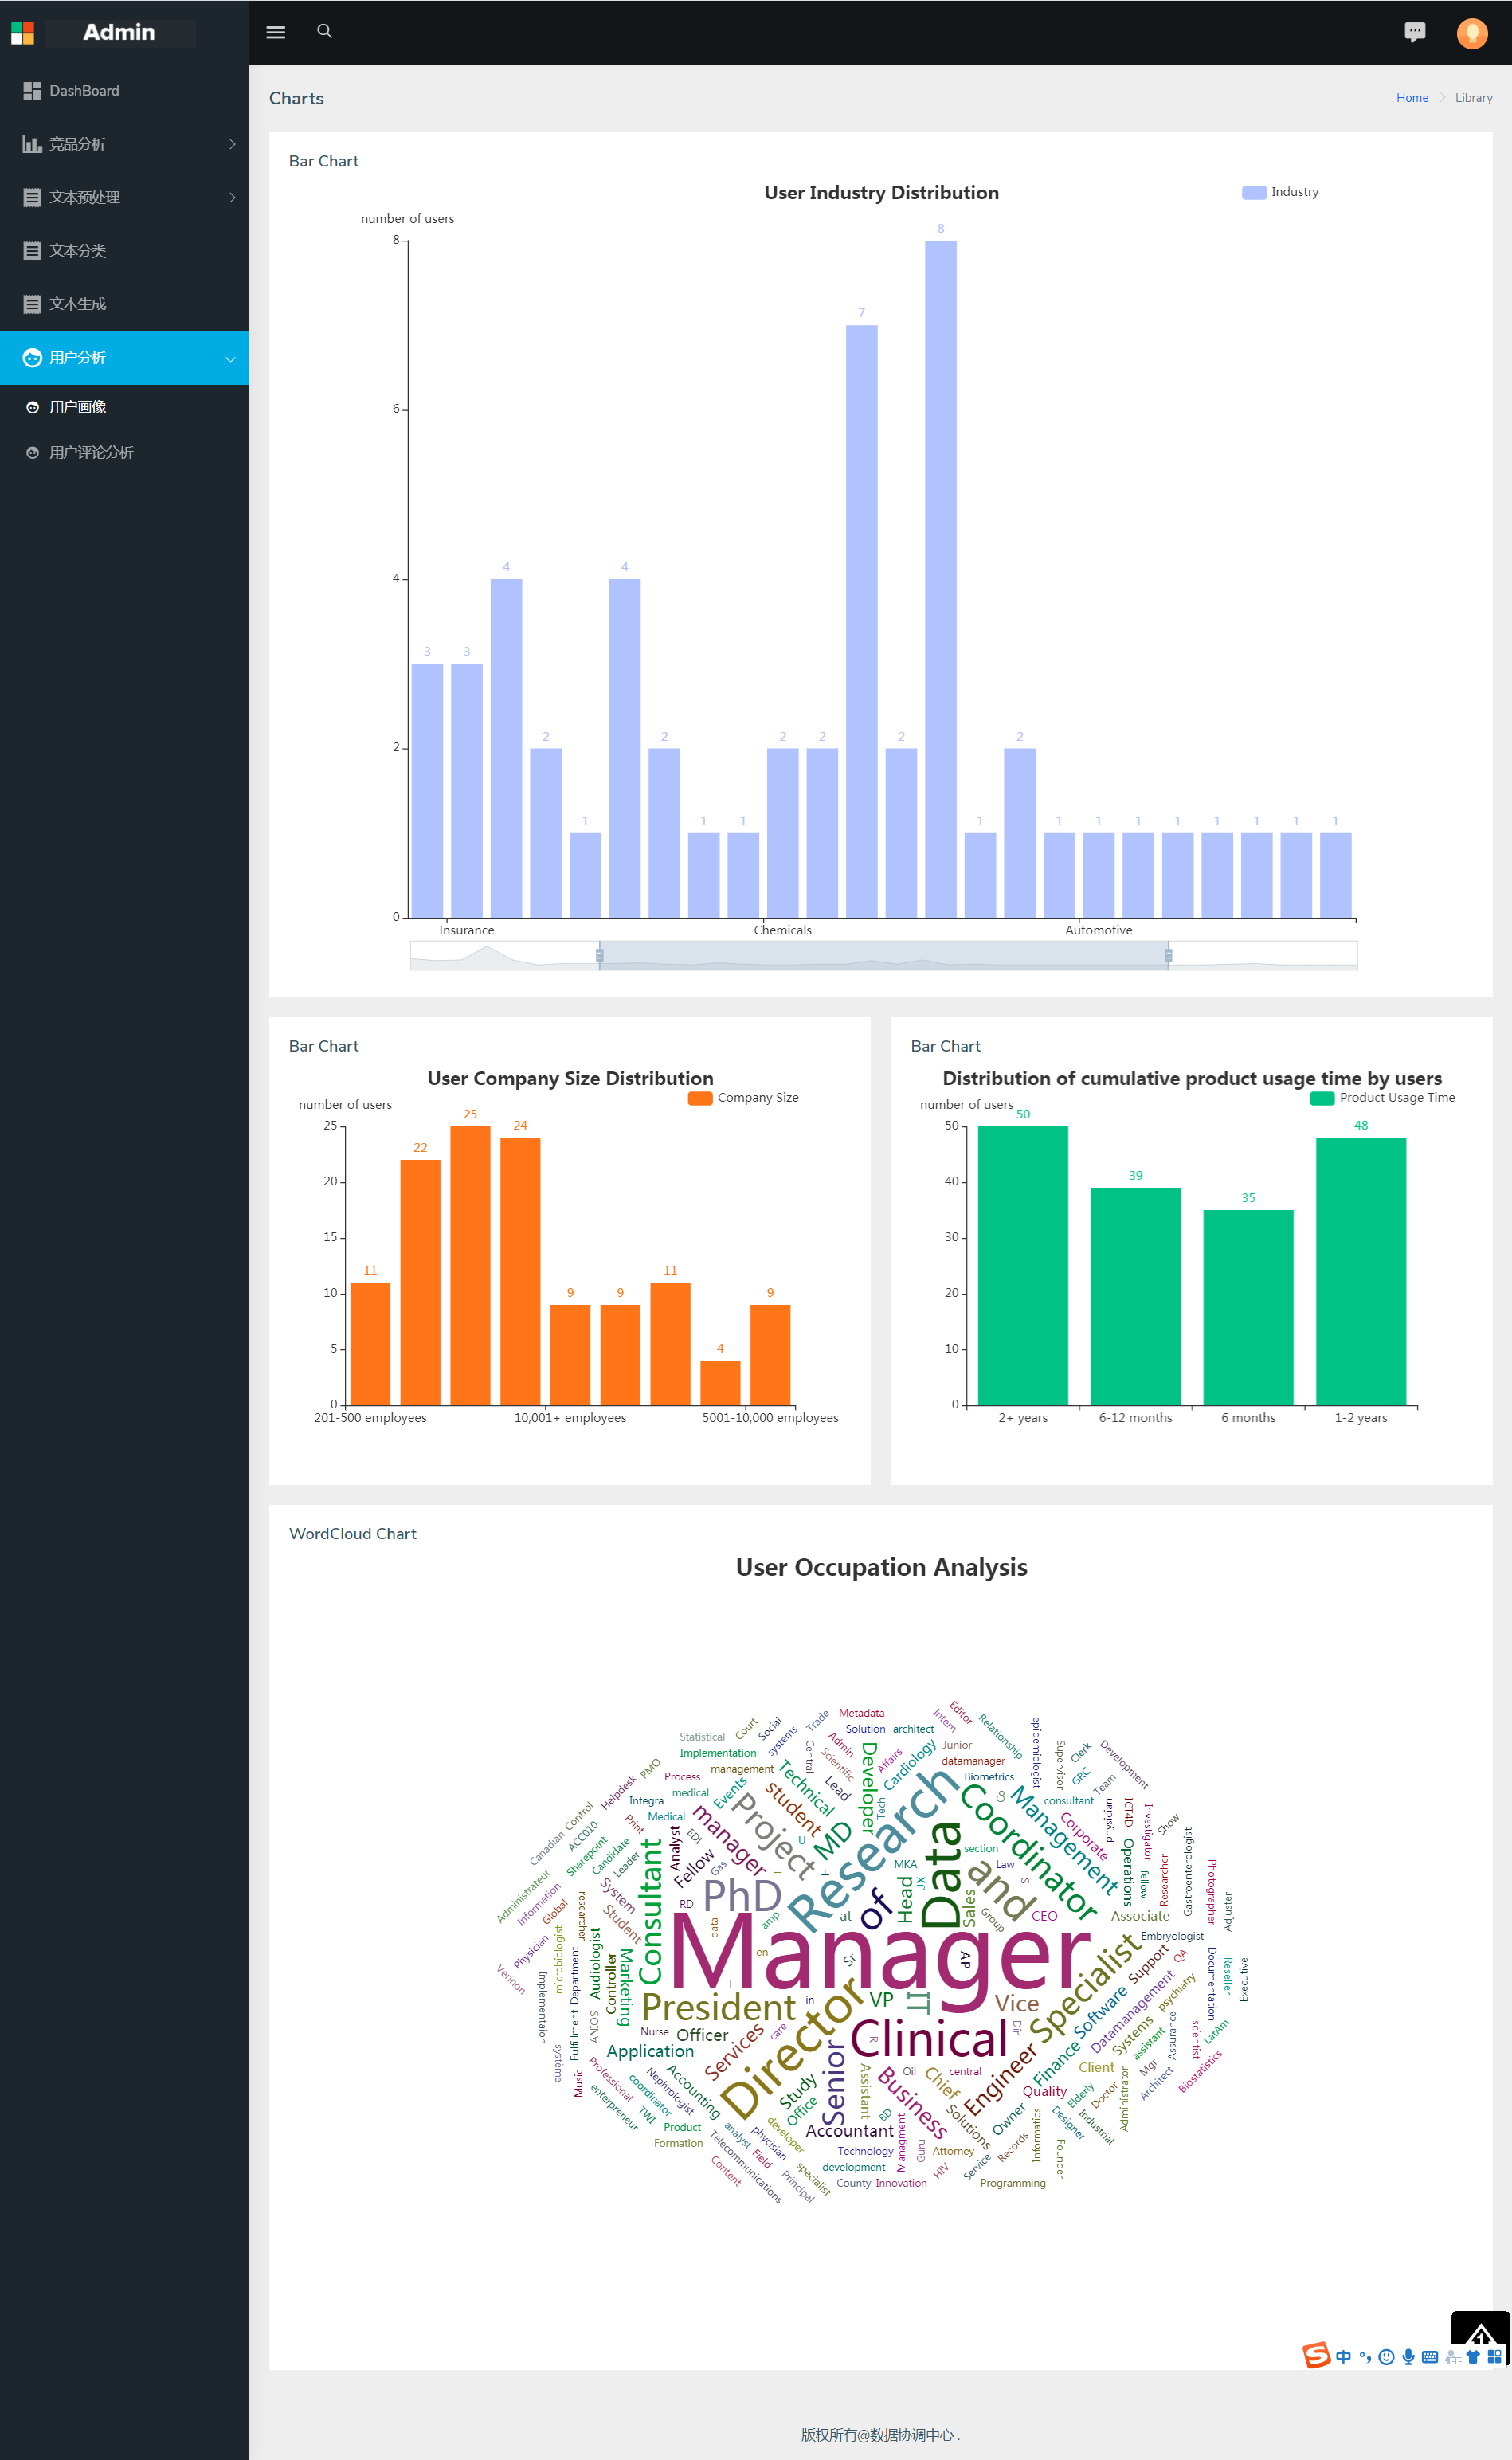 Admin
DashBoard
竞品分析
文本预处理
文本分类
文本生成
用户分析
用户画像
用户评论分析
Charts
Home Library
Bar Chart
User Industry Distribution
Industry
number of users
8
6
4
2
0
3 3 4 2 1 4 2 1 1 2 2 7 2 8 1 2 1 1 1 1 1 1 1 1
Insurance Chemicals Automotive
Bar Chart
User Company Size Distribution
Company Size
number of users
25
20
15
10
5
0
11 22 25 24 9 9 11 4 9
201-500 employees 10,001+ employees 5001-10,000 employees
Bar Chart
Distribution of cumulative product usage time by users
Product Usage Time
number of users
50
40
30
20
10
0
50 39 35 48
2+ years 6-12 months 6 months 1-2 years
WordCloud Chart
User Occupation Analysis
Manager
Research
Data
Director
Clinical
Coordinator
Specialist
President
PhD
Project
and
of
Senior
Consultant
Management
manager
MD
IT
Engineer
Business
Vice
VP
Head
Developer
Technical
student
Services
Application
Accountant
Officer
Study
Office
Chief
Finance
Software
Support
Datamanagement
Systems
Client
Quality
Owner
Solutions
Associate
CEO
Sales
Operations
Corporate
Cardiology
Lead
Events
Fellow
Analyst
System
Student
Marketing
Controller
Audiologist
Accounting
Assistant
Metadata
Solution
architect
Intern
Editor
Relationship
epidemiologist
Supervisor
Clerk
GRC
Development
Team
Statistical
Court
Social
systems
Trade
Implementation
management
Central
Scientific
Admin
Affairs
Junior
datamanager
Biometrics
CO
consultant
physician
ICT4D
Investigator
Show
Process
medical
Medical
Integra
PMO
Helpdesk
Print
Control
Canadian
ACC010
Sharepoint
Candidate
Leader
Administrateur
Information
Global
researcher
Physician
Verinon
microbiologist
Department
Implementaion
Fulfillment
SIONA
système
Music
Professional
enterpreneur
coordinator
Nephrologist
TWI
Product
Formation
analyst
Telecommunications
Content
Field
phycisian
developer
Principal
specialist
Technology
development
County
Innovation
Managment
Guru
Attorney
HIV
Service
Records
Programming
Informatics
Founder
Designer
Industrial
Elderly
Doctor
Administrator
Mgr
Architect
assistant
Assurance
scientist
LatAm
Biostatistics
psychiatry
QA
Documentation
Reseller
Executive
Embryologist
Adjuster
Photographer
Gastroenterologist
Researcher
fellow
section
Law
S
Group
MKA
UX
Tech
U
H
I
EDI
Gas
RD
data
amp
at
en
T
in
Sr
AP
Dir
R
care
Nurse
Oil
central
BD
中
版权所有@数据协调中心 .